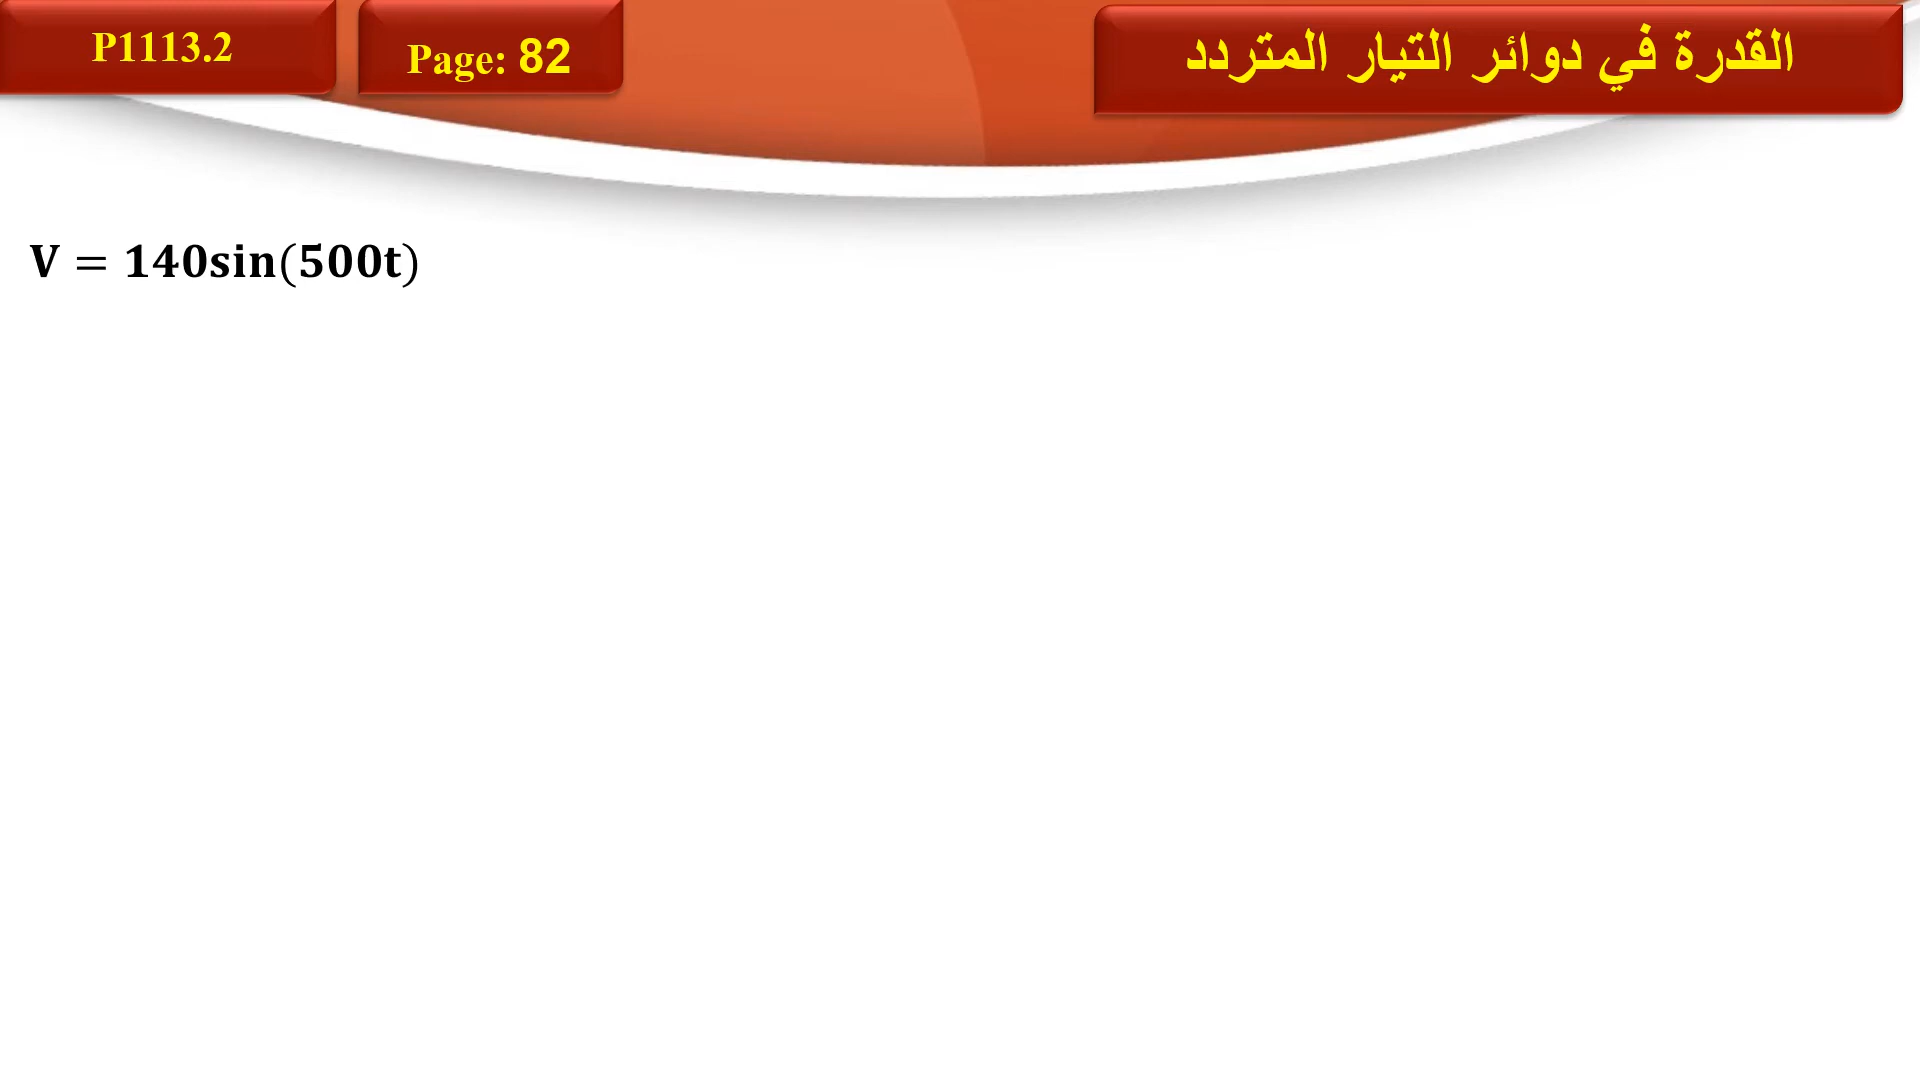 P1113.2
Page: 82
القدرة في دوائر التيار المتردد
V = 140sin(500t)